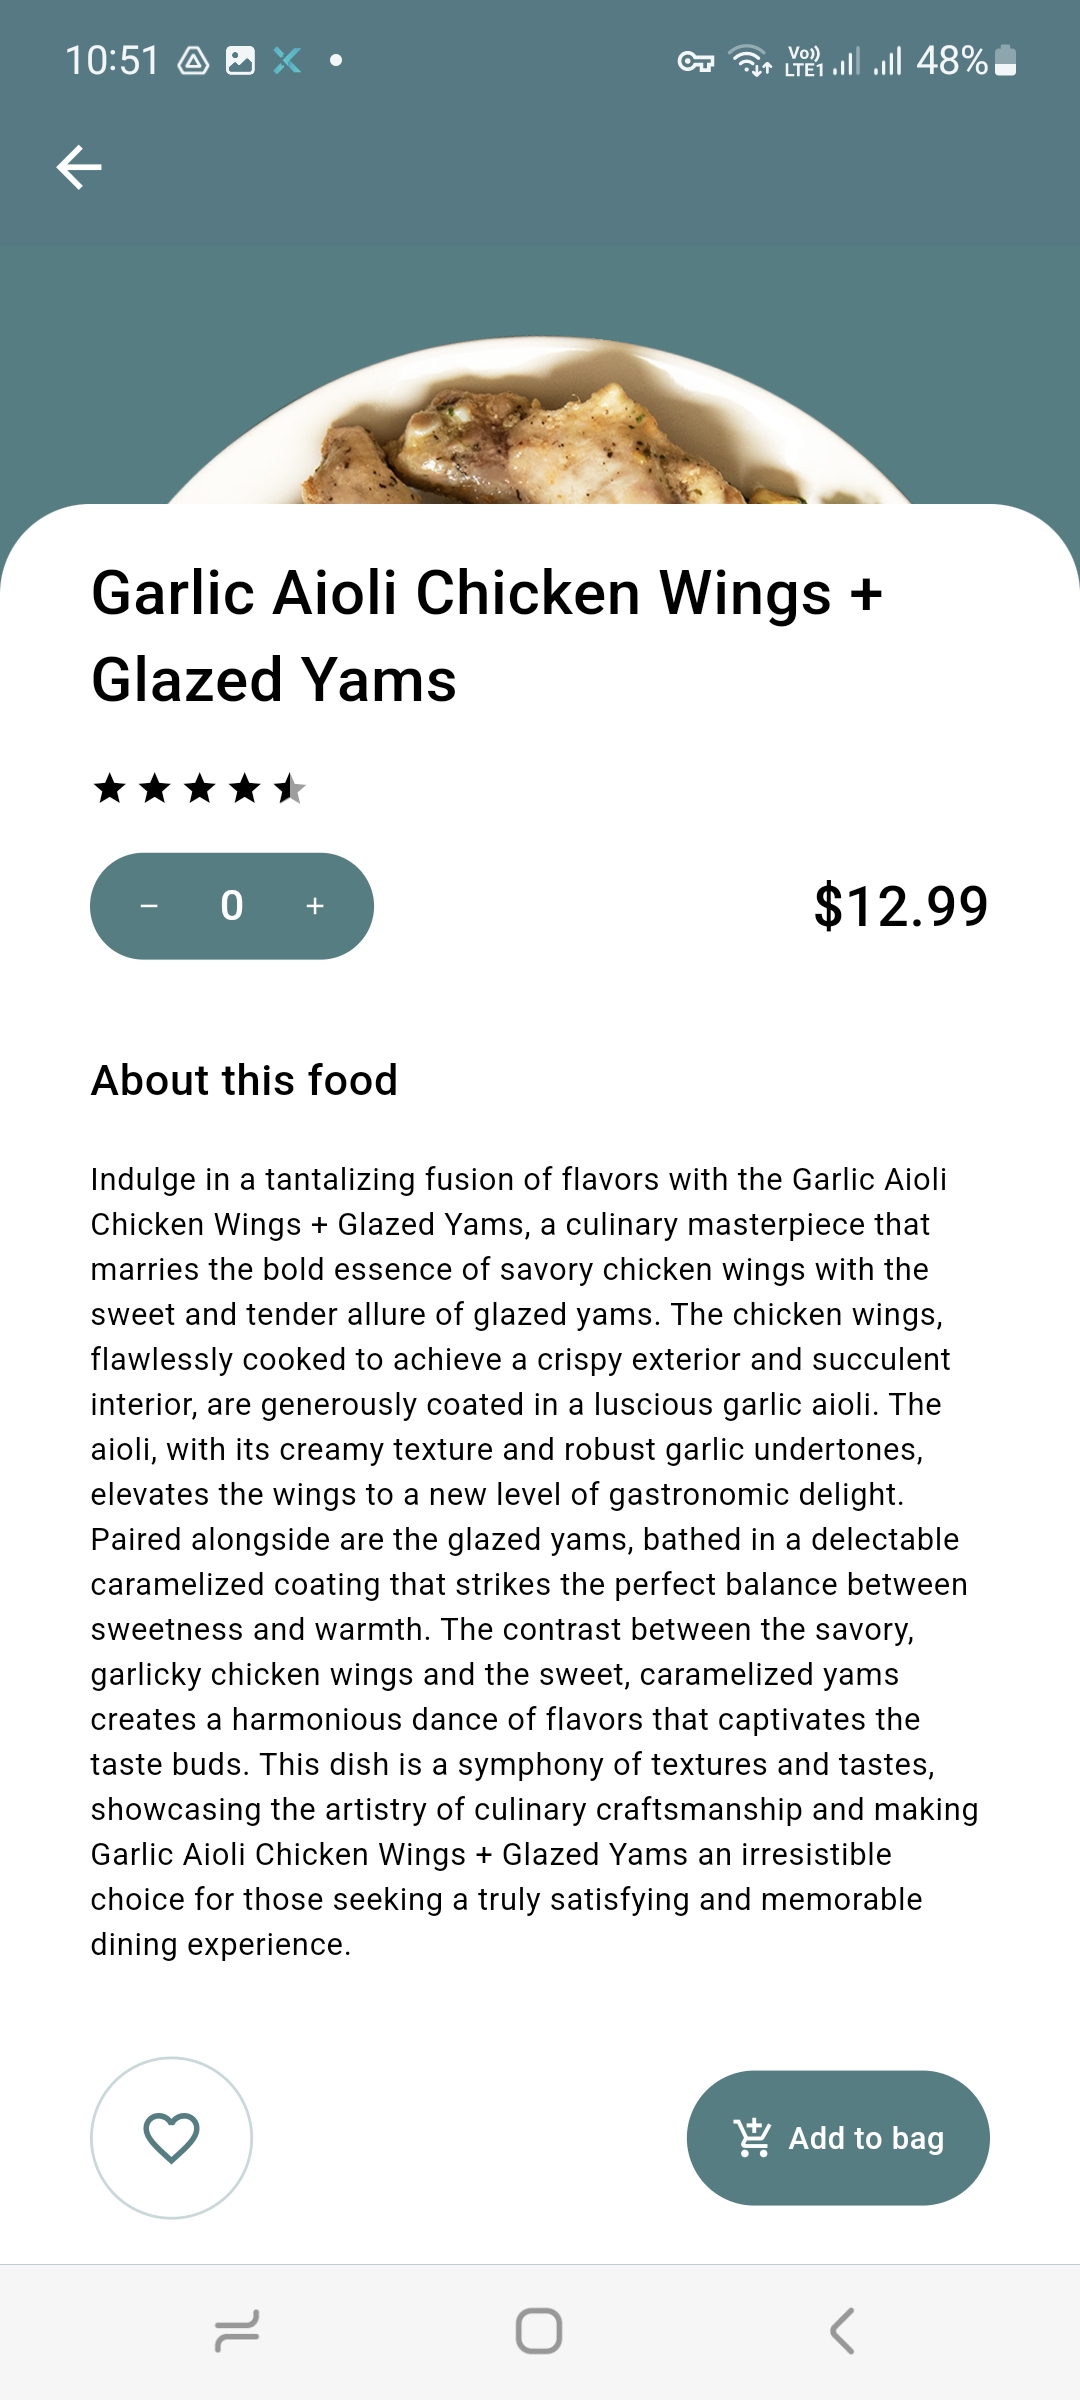 10:51
Vo)) LTE1 48%
Garlic Aioli Chicken Wings +
Glazed Yams
− 0 +
$12.99
About this food
Indulge in a tantalizing fusion of flavors with the Garlic Aioli
Chicken Wings + Glazed Yams, a culinary masterpiece that
marries the bold essence of savory chicken wings with the
sweet and tender allure of glazed yams. The chicken wings,
flawlessly cooked to achieve a crispy exterior and succulent
interior, are generously coated in a luscious garlic aioli. The
aioli, with its creamy texture and robust garlic undertones,
elevates the wings to a new level of gastronomic delight.
Paired alongside are the glazed yams, bathed in a delectable
caramelized coating that strikes the perfect balance between
sweetness and warmth. The contrast between the savory,
garlicky chicken wings and the sweet, caramelized yams
creates a harmonious dance of flavors that captivates the
taste buds. This dish is a symphony of textures and tastes,
showcasing the artistry of culinary craftsmanship and making
Garlic Aioli Chicken Wings + Glazed Yams an irresistible
choice for those seeking a truly satisfying and memorable
dining experience.
Add to bag